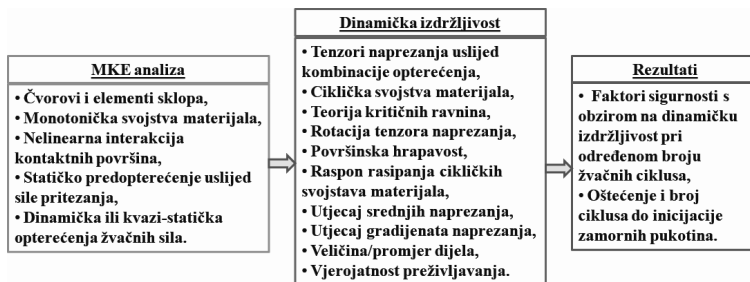 MKE analiza
• Čvorovi i elementi sklopa,
• Monotonička svojstva materijala,
• Nelinearna interakcija
kontaktnih površina,
• Statičko predopterećenje uslijed
sile pritezanja,
• Dinamička ili kvazi-statička
opterećenja žvačnih sila.
Dinamička izdržljivost
• Tenzori naprezanja uslijed
kombinacije opterećenja,
• Ciklička svojstva materijala,
• Teorija kritičnih ravnina,
• Rotacija tenzora naprezanja,
• Površinska hrapavost,
• Raspon rasipanja cikličkih
svojstava materijala,
• Utjecaj srednjih naprezanja,
• Utjecaj gradijenata naprezanja,
• Veličina/promjer dijela,
• Vjerojatnost preživljavanja.
Rezultati
• Faktori sigurnosti s
obzirom na dinamičku
izdržljivost pri
određenom broju
žvačnih ciklusa,
• Oštećenje i broj
ciklusa do inicijacije
zamornih pukotina.